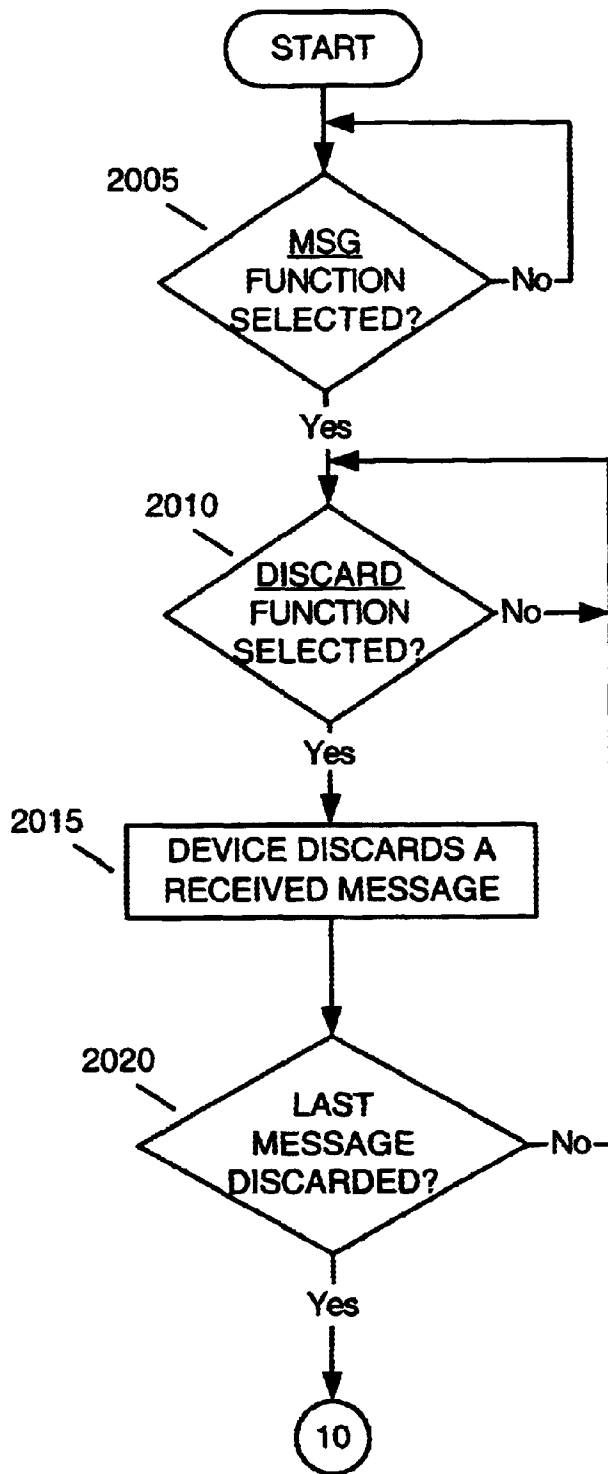 START
2005
MSG
FUNCTION
SELECTED?
No
Yes
2010
DISCARD
FUNCTION
SELECTED?
No
Yes
2015
DEVICE DISCARDS A
RECEIVED MESSAGE
2020
LAST
MESSAGE
DISCARDED?
No
Yes
10